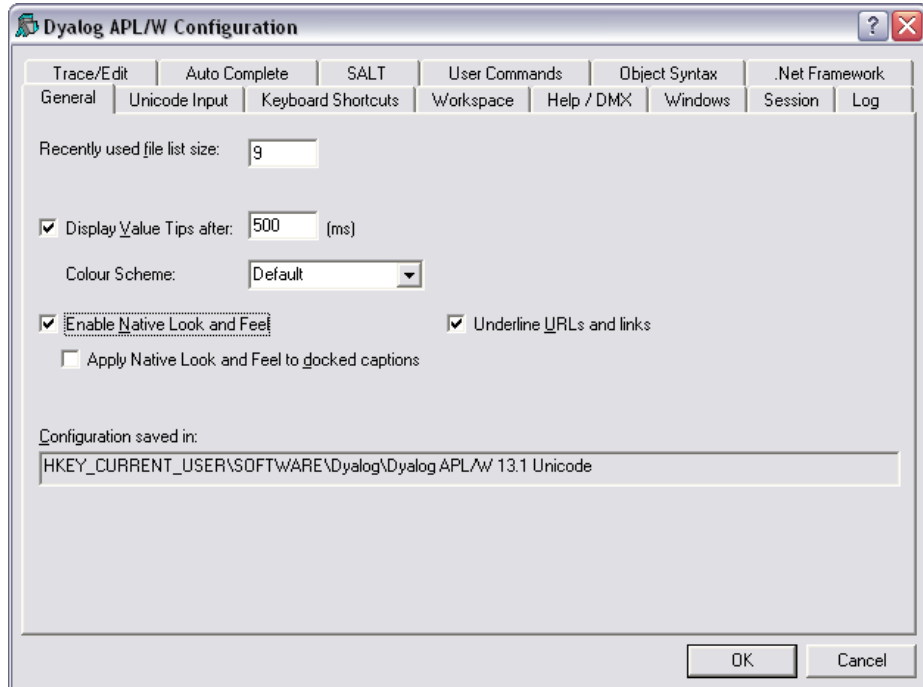 Dyalog APL/W Configuration
?
Trace/Edit Auto Complete SALT User Commands Object Syntax .Net Framework
General Unicode Input Keyboard Shortcuts Workspace Help / DMX Windows Session Log
Recently used file list size: 9
Display Value Tips after: 500 (ms)
Colour Scheme: Default
Enable Native Look and Feel Underline URLs and links
Apply Native Look and Feel to docked captions
Configuration saved in:
HKEY_CURRENT_USER\SOFTWARE\Dyalog\Dyalog APL/W 13.1 Unicode
OK Cancel